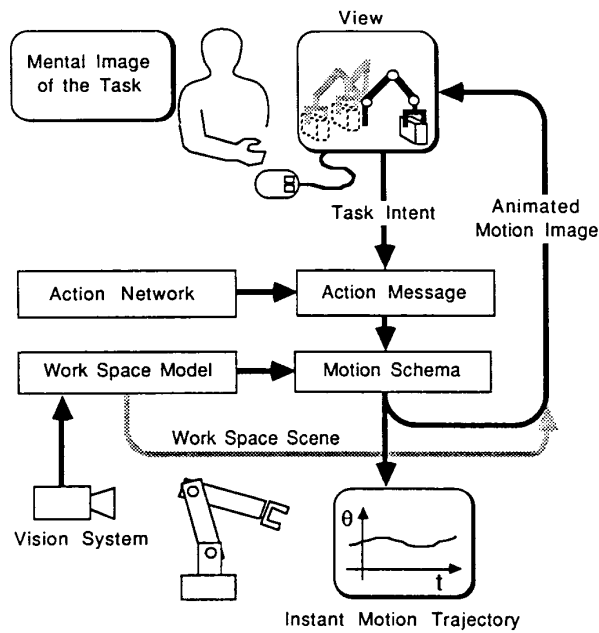 View
Mental Image
of the Task
Task Intent
Animated
Motion Image
Action Network
Action Message
Work Space Model
Motion Schema
Work Space Scene
Vision System
θ
t
Instant Motion Trajectory